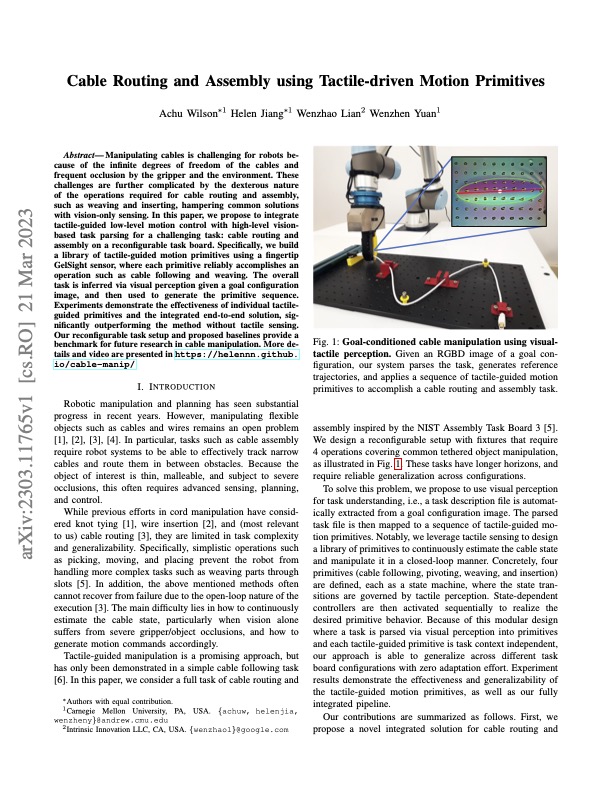 Cable Routing and Assembly using Tactile-driven Motion Primitives
Achu Wilson*1 Helen Jiang*1 Wenzhao Lian2 Wenzhen Yuan1
Abstract—Manipulating cables is challenging for robots be-
cause of the infinite degrees of freedom of the cables and
frequent occlusion by the gripper and the environment. These
challenges are further complicated by the dexterous nature
of the operations required for cable routing and assembly,
such as weaving and inserting, hampering common solutions
with vision-only sensing. In this paper, we propose to integrate
tactile-guided low-level motion control with high-level vision-
based task parsing for a challenging task: cable routing and
assembly on a reconfigurable task board. Specifically, we build
a library of tactile-guided motion primitives using a fingertip
GelSight sensor, where each primitive reliably accomplishes an
operation such as cable following and weaving. The overall
task is inferred via visual perception given a goal configuration
image, and then used to generate the primitive sequence.
Experiments demonstrate the effectiveness of individual tactile-
guided primitives and the integrated end-to-end solution, sig-
nificantly outperforming the method without tactile sensing.
Our reconfigurable task setup and proposed baselines provide a
benchmark for future research in cable manipulation. More de-
tails and video are presented in https://helennn.github.
io/cable-manip/
I. INTRODUCTION
Robotic manipulation and planning has seen substantial
progress in recent years. However, manipulating flexible
objects such as cables and wires remains an open problem
[1], [2], [3], [4]. In particular, tasks such as cable assembly
require robot systems to be able to effectively track narrow
cables and route them in between obstacles. Because the
object of interest is thin, malleable, and subject to severe
occlusions, this often requires advanced sensing, planning,
and control.
While previous efforts in cord manipulation have consid-
ered knot tying [1], wire insertion [2], and (most relevant
to us) cable routing [3], they are limited in task complexity
and generalizability. Specifically, simplistic operations such
as picking, moving, and placing prevent the robot from
handling more complex tasks such as weaving parts through
slots [5]. In addition, the above mentioned methods often
cannot recover from failure due to the open-loop nature of the
execution [3]. The main difficulty lies in how to continuously
estimate the cable state, particularly when vision alone
suffers from severe gripper/object occlusions, and how to
generate motion commands accordingly.
Tactile-guided manipulation is a promising approach, but
has only been demonstrated in a simple cable following task
[6]. In this paper, we consider a full task of cable routing and
*Authors with equal contribution.
1Carnegie Mellon University, PA, USA. {achuw, helenjia,
wenzheny}@andrew.cmu.edu
2Intrinsic Innovation LLC, CA, USA. {wenzhaol}@google.com
Fig. 1: Goal-conditioned cable manipulation using visual-
tactile perception. Given an RGBD image of a goal con-
figuration, our system parses the task, generates reference
trajectories, and applies a sequence of tactile-guided motion
primitives to accomplish a cable routing and assembly task.
assembly inspired by the NIST Assembly Task Board 3 [5].
We design a reconfigurable setup with fixtures that require
4 operations covering common tethered object manipulation,
as illustrated in Fig. 1. These tasks have longer horizons, and
require reliable generalization across configurations.
To solve this problem, we propose to use visual perception
for task understanding, i.e., a task description file is automat-
ically extracted from a goal configuration image. The parsed
task file is then mapped to a sequence of tactile-guided mo-
tion primitives. Notably, we leverage tactile sensing to design
a library of primitives to continuously estimate the cable state
and manipulate it in a closed-loop manner. Concretely, four
primitives (cable following, pivoting, weaving, and insertion)
are defined, each as a state machine, where the state tran-
sitions are governed by tactile perception. State-dependent
controllers are then activated sequentially to realize the
desired primitive behavior. Because of this modular design
where a task is parsed via visual perception into primitives
and each tactile-guided primitive is task context independent,
our approach is able to generalize across different task
board configurations with zero adaptation effort. Experiment
results demonstrate the effectiveness and generalizability of
the tactile-guided motion primitives, as well as our fully
integrated pipeline.
Our contributions are summarized as follows. First, we
propose a novel integrated solution for cable routing and
arXiv:2303.11765v1 [cs.RO] 21 Mar 2023